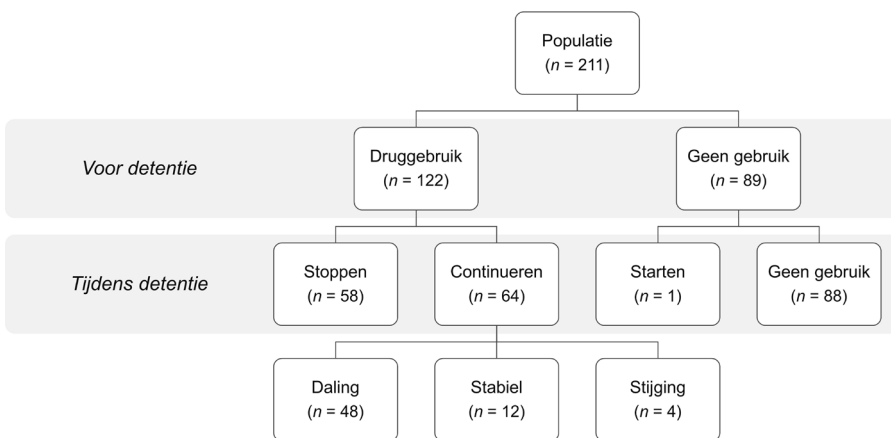 Populatie
(n = 211)
Voor detentie
Druggebruik
(n = 122)
Geen gebruik
(n = 89)
Tijdens detentie
Stoppen
(n = 58)
Continueren
(n = 64)
Starten
(n = 1)
Geen gebruik
(n = 88)
Daling
(n = 48)
Stabiel
(n = 12)
Stijging
(n = 4)